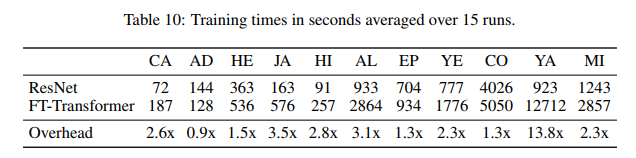 Table 10: Training times in seconds averaged over 15 runs.
CA AD HE JA HI AL EP YE CO YA MI
ResNet 72 144 363 163 91 933 704 777 4026 923 1243
FT-Transformer 187 128 536 576 257 2864 934 1776 5050 12712 2857
Overhead 2.6x 0.9x 1.5x 3.5x 2.8x 3.1x 1.3x 2.3x 1.3x 13.8x 2.3x